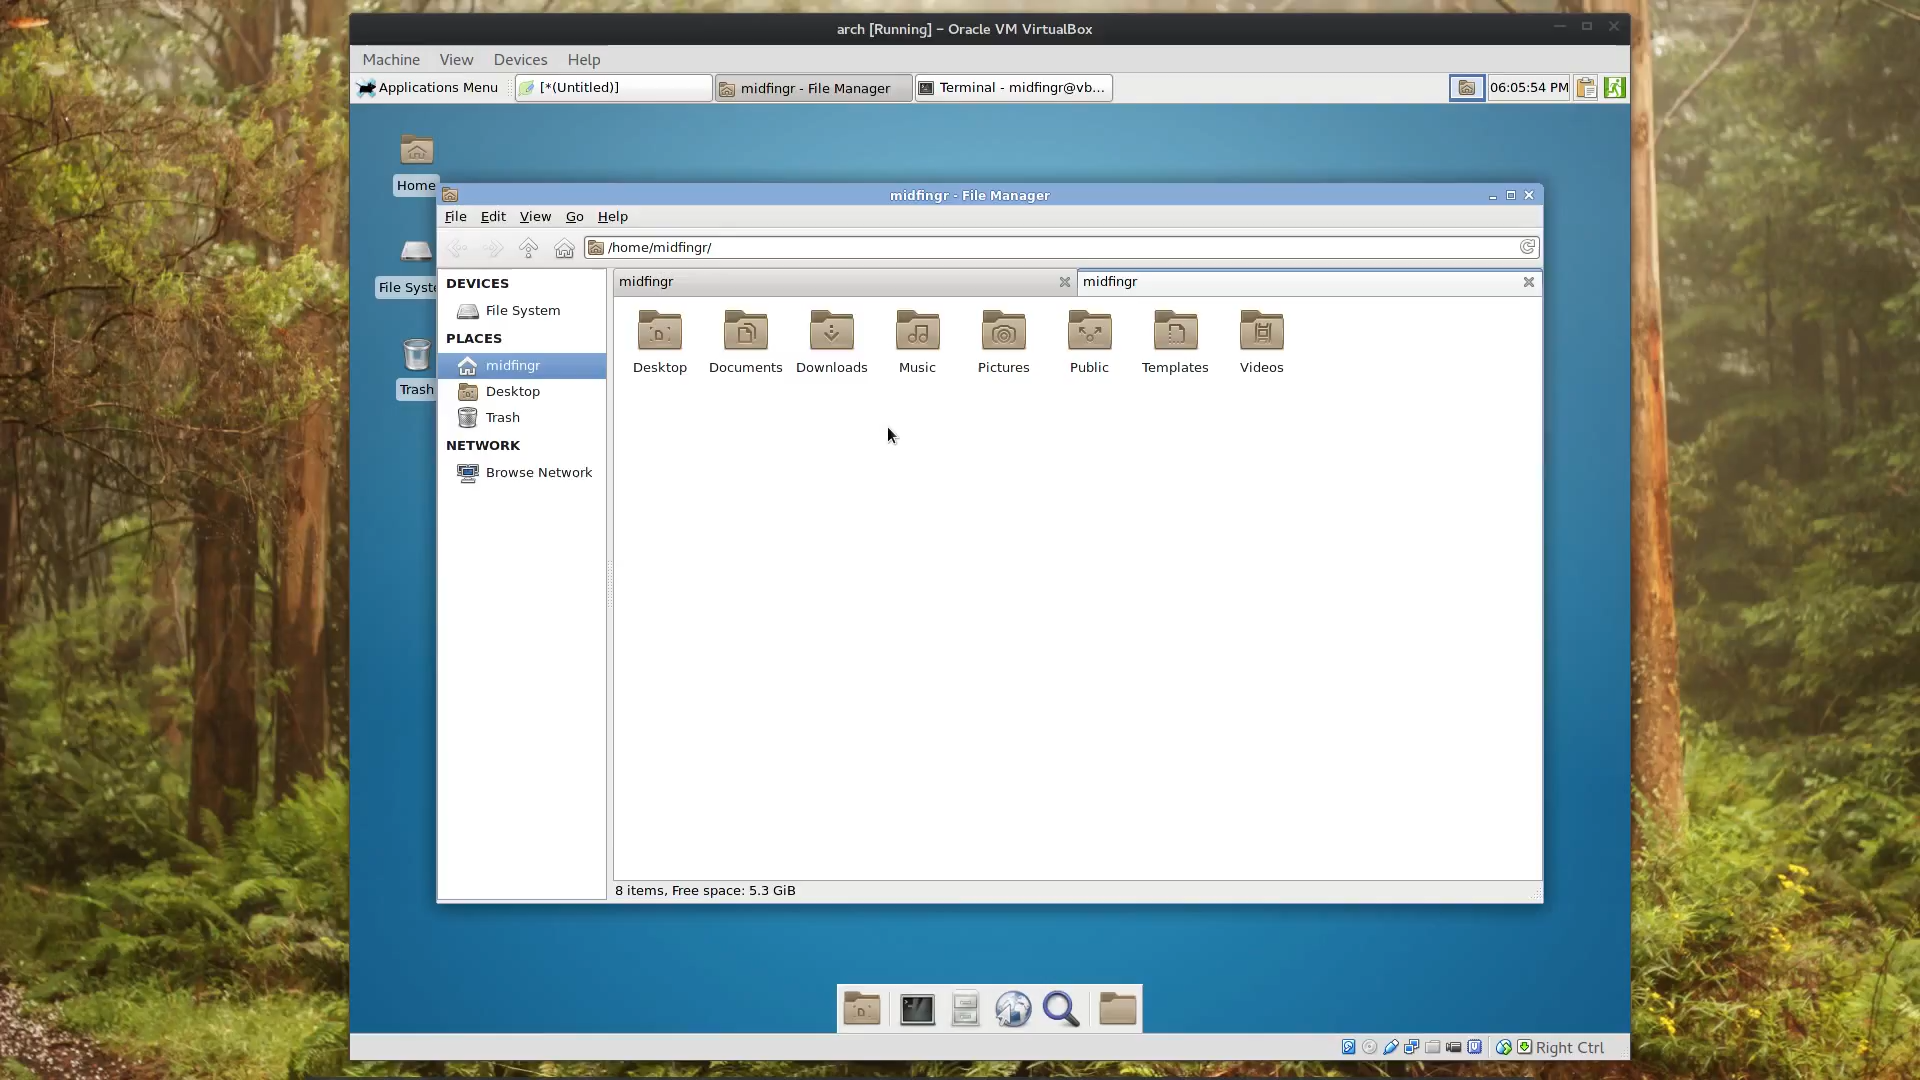 arch [Running] – Oracle VM VirtualBox
Machine View Devices Help
Applications Menu [*(Untitled)] midfingr - File Manager Terminal - midfingr@vb... 06:05:54 PM
Home
File Syste
Trash
midfingr - File Manager
File Edit View Go Help
/home/midfingr/
DEVICES
File System
PLACES
midfingr
Desktop
Trash
NETWORK
Browse Network
midfingr midfingr
Desktop Documents Downloads Music Pictures Public Templates Videos
8 items, Free space: 5.3 GiB
Right Ctrl